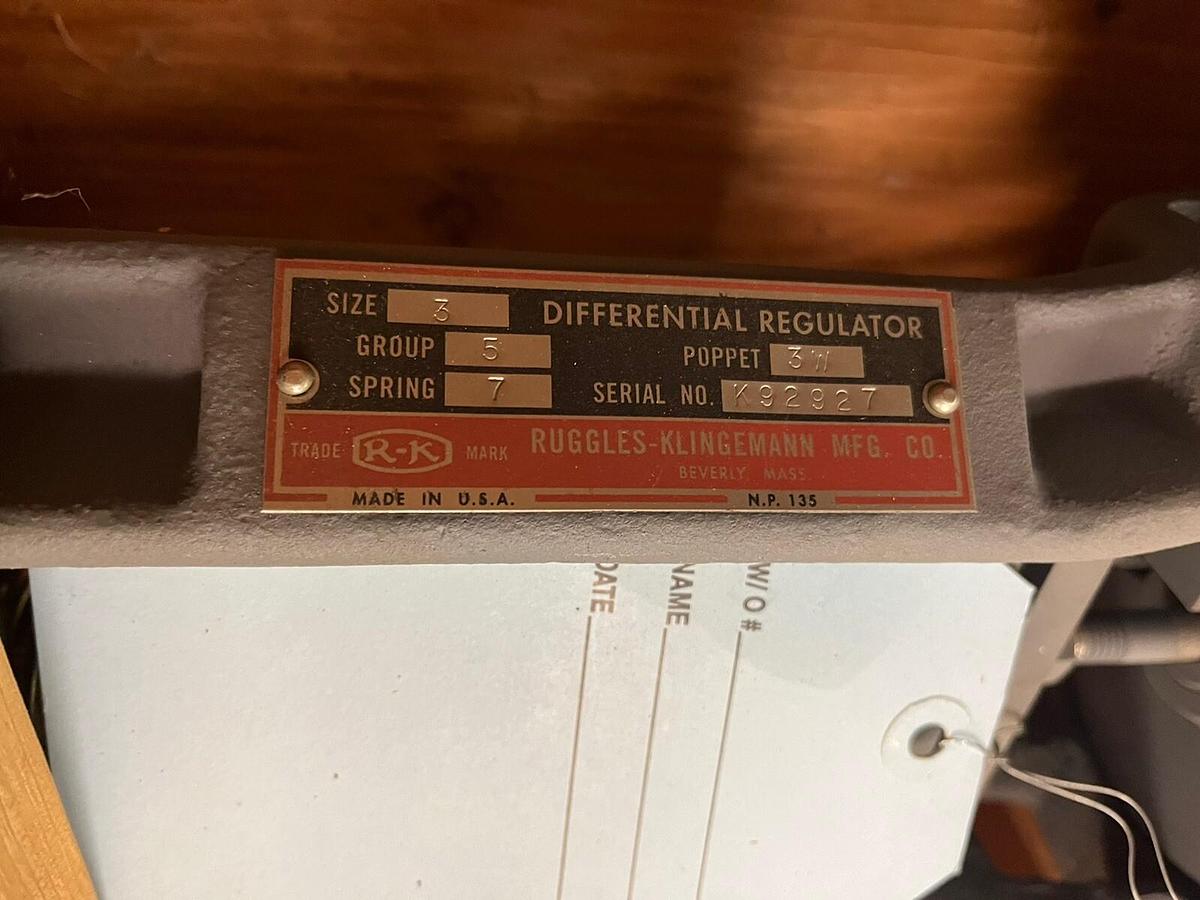 SIZE 3 DIFFERENTIAL REGULATOR
GROUP 5 POPPET 3W
SPRING 7 SERIAL NO. K92927
TRADE R-K MARK RUGGLES-KLINGEMANN MFG. CO.
BEVERLY, MASS.
MADE IN U.S.A. N.P. 135
W/O #
NAME
DATE